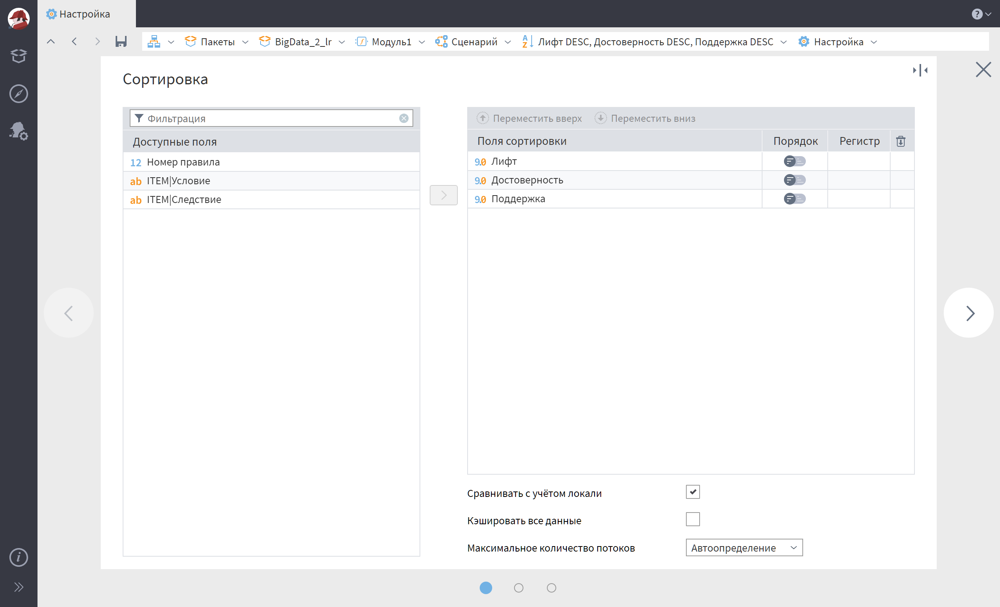 Настройка
Пакеты BigData_2_lr Модуль1 Сценарий Лифт DESC, Достоверность DESC, Поддержка DESC Настройка
Сортировка
Фильтрация
Доступные поля
12 Номер правила
ab ITEM|Условие
ab ITEM|Следствие
Переместить вверх Переместить вниз
Поля сортировки Порядок Регистр
9.0 Лифт
9.0 Достоверность
9.0 Поддержка
Сравнивать с учётом локали
Кэшировать все данные
Максимальное количество потоков Автоопределение